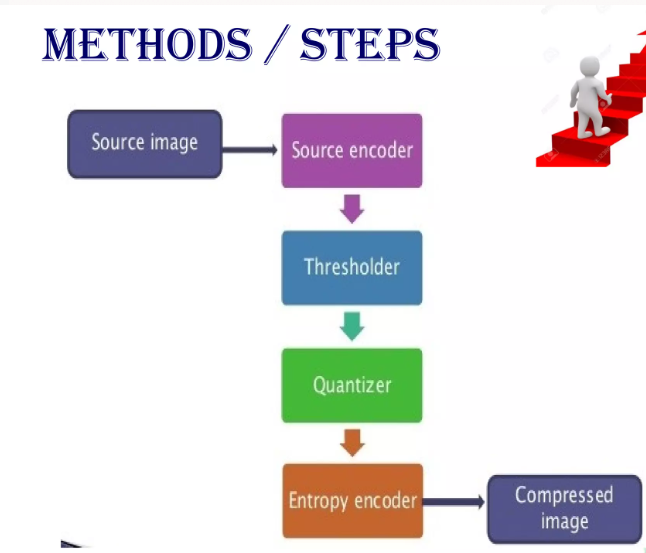 METHODS / STEPS
Source image
Source encoder
Thresholder
Quantizer
Entropy encoder
Compressed
image